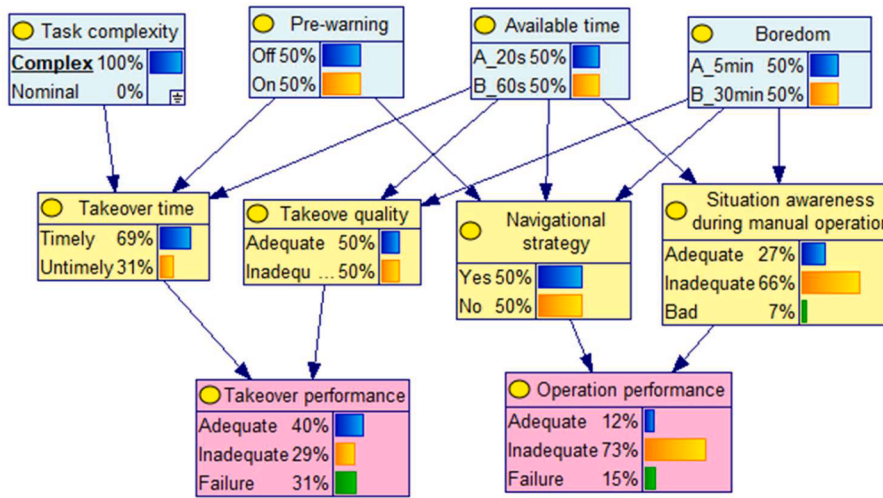 Task complexity
Complex 100%
Nominal 0%
Pre-warning
Off 50%
On 50%
Available time
A_20s 50%
B_60s 50%
Boredom
A_5min 50%
B_30min 50%
Takeover time
Timely 69%
Untimely 31%
Takeove quality
Adequate 50%
Inadequ ... 50%
Navigational
strategy
Yes 50%
No 50%
Situation awareness
during manual operation
Adequate 27%
Inadequate 66%
Bad 7%
Takeover performance
Adequate 40%
Inadequate 29%
Failure 31%
Operation performance
Adequate 12%
Inadequate 73%
Failure 15%